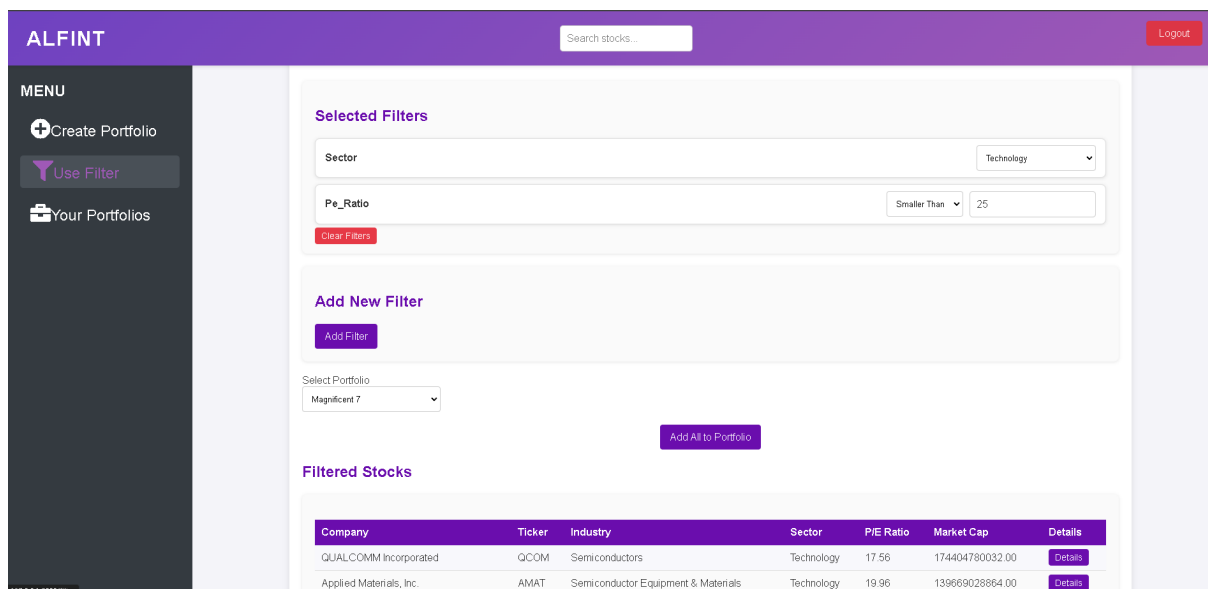 ALFINT
Search stocks...
Logout
MENU
Create Portfolio
Use Filter
Your Portfolios
Selected Filters
Sector
Technology
Pe_Ratio
Smaller Than
25
Clear Filters
Add New Filter
Add Filter
Select Portfolio
Magnificent 7
Add All to Portfolio
Filtered Stocks
Company Ticker Industry Sector P/E Ratio Market Cap Details
QUALCOMM Incorporated QCOM Semiconductors Technology 17.56 174404780032.00 Details
Applied Materials, Inc. AMAT Semiconductor Equipment & Materials Technology 19.96 139669028864.00 Details